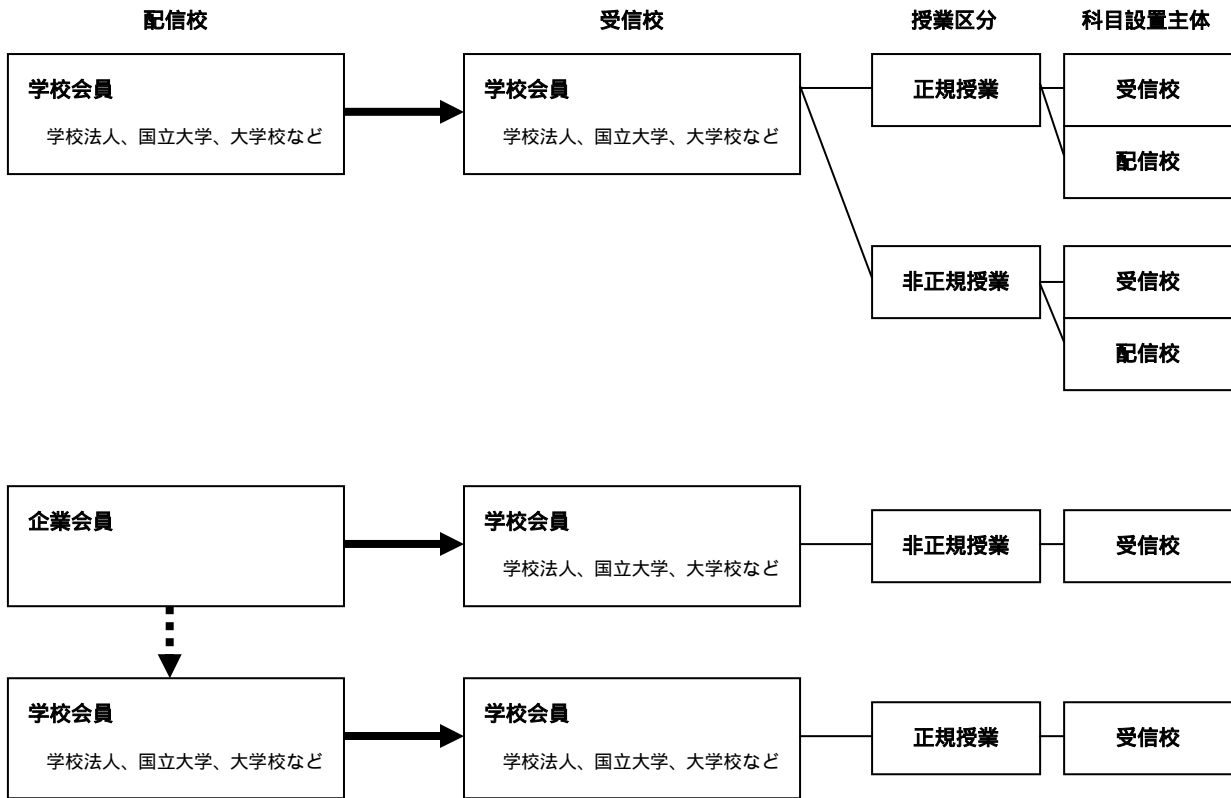 配信校
受信校
授業区分
科目設置主体
学校会員
学校法人、国立大学、大学校など
学校会員
学校法人、国立大学、大学校など
正規授業
受信校
配信校
非正規授業
受信校
配信校
企業会員
学校会員
学校法人、国立大学、大学校など
非正規授業
受信校
学校会員
学校法人、国立大学、大学校など
学校会員
学校法人、国立大学、大学校など
正規授業
受信校